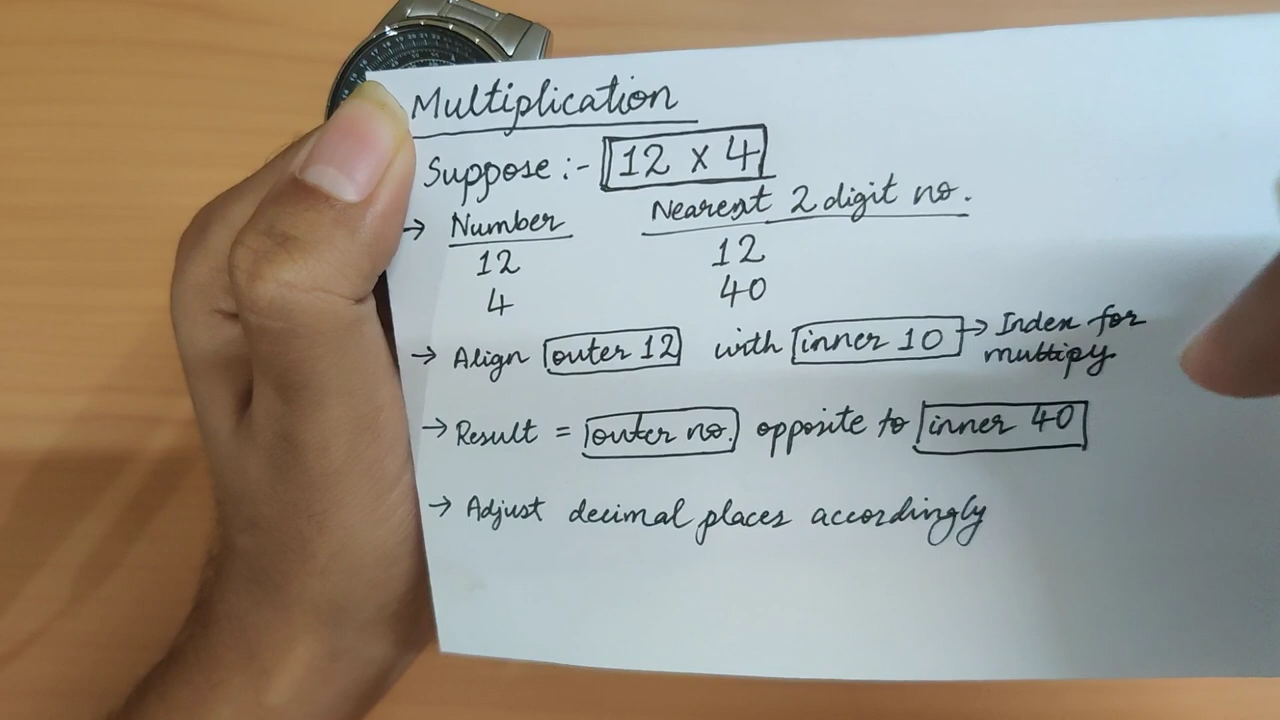 Multiplication
Suppose :- 12 x 4
→ Number Nearest 2 digit no.
12 12
4 40
→ Align outer 12 with inner 10 → Index for
multipy
→ Result = outer no. opposite to inner 40
→ Adjust decimal places accordingly